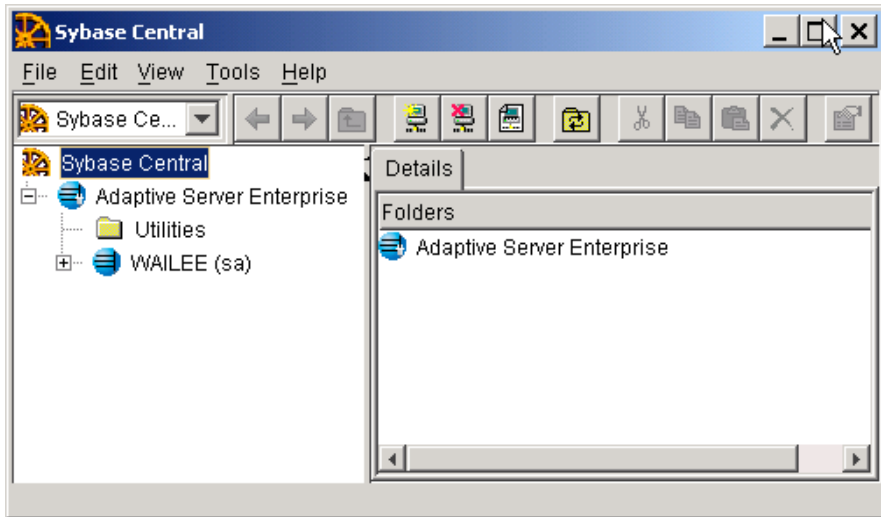 Sybase Central
File Edit View Tools Help
Sybase Ce...
Sybase Central
Adaptive Server Enterprise
Utilities
WAILEE (sa)
Details
Folders
Adaptive Server Enterprise